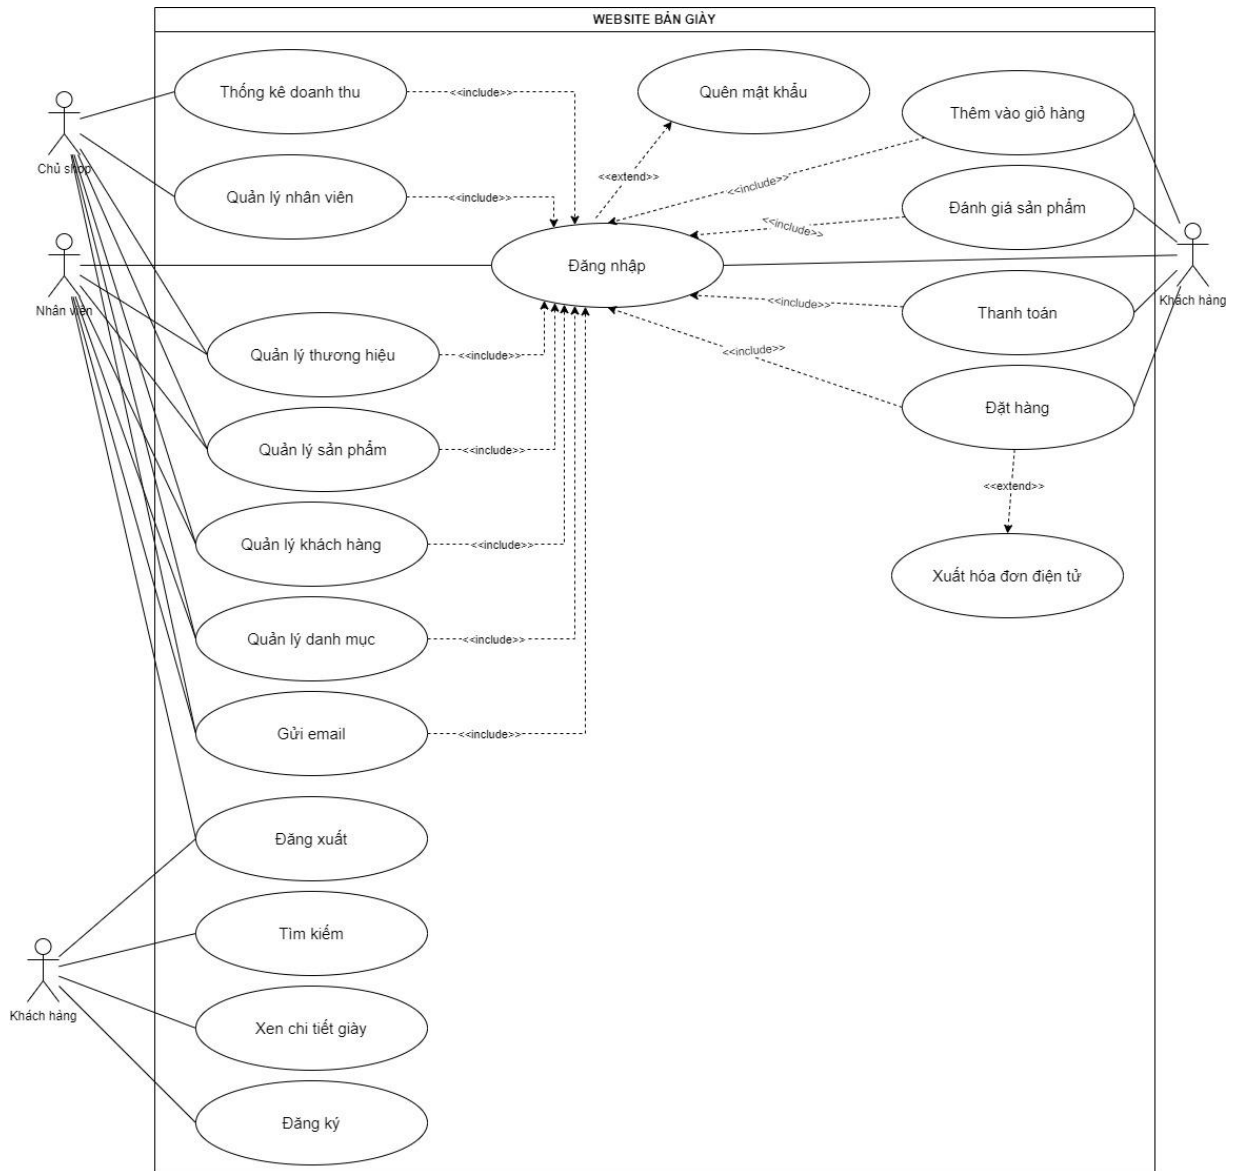 WEBSITE BÁN GIÀY
Thống kê doanh thu
<<include>>
Quên mật khẩu
Thêm vào giỏ hàng
Chủ shop
<<extend>>
<<include>>
Quản lý nhân viên
<<include>>
Đánh giá sản phẩm
<<include>>
Đăng nhập
Nhân viên
Khách hàng
<<include>>
Thanh toán
Quản lý thương hiệu
<<include>>
<<include>>
Đặt hàng
Quản lý sản phẩm
<<include>>
<<extend>>
Quản lý khách hàng
<<include>>
Xuất hóa đơn điện tử
Quản lý danh mục
<<include>>
Gửi email
<<include>>
Đăng xuất
Tìm kiếm
Khách hàng
Xen chi tiết giày
Đăng ký